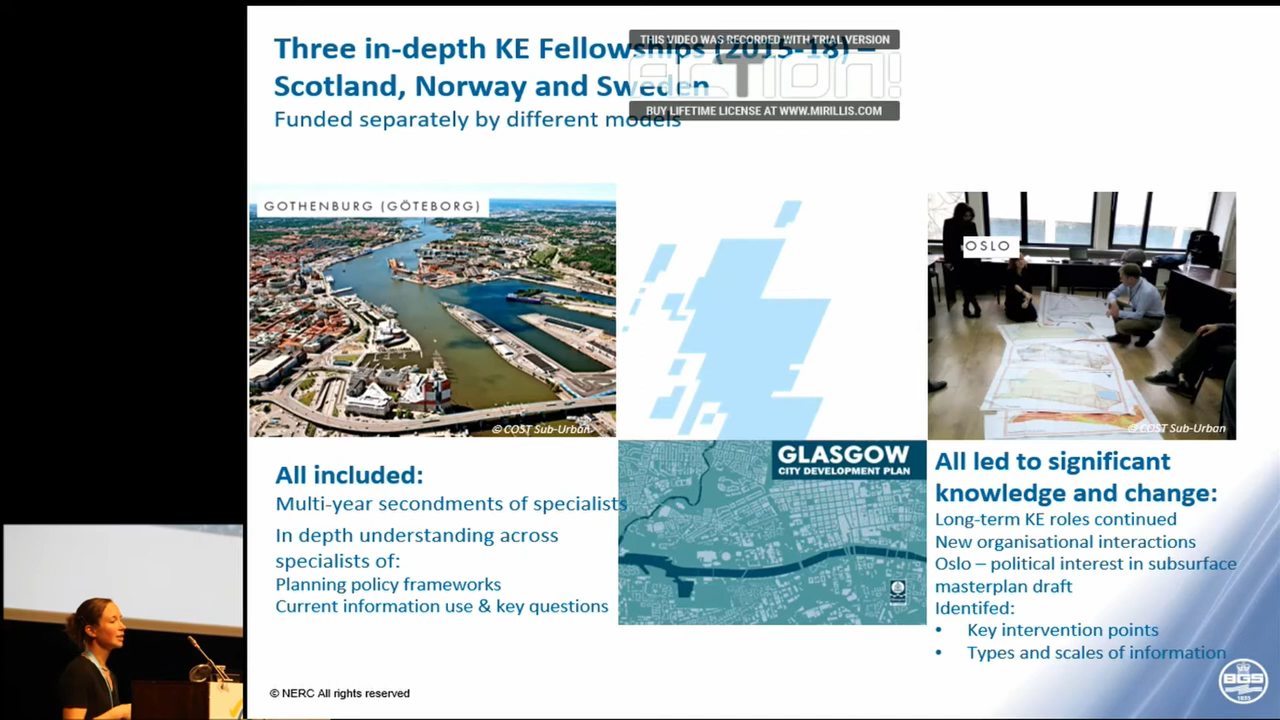 Three in-depth KE Fellowships (2015-18) –
Scotland, Norway and Sweden
Funded separately by different models
THIS VIDEO WAS RECORDED WITH TRIAL VERSION
ACTION!
BUY LIFETIME LICENSE AT WWW.MIRILLIS.COM
GOTHENBURG (GÖTEBORG)
© COST Sub-Urban
OSLO
© COST Sub-Urban
All included:
Multi-year secondments of specialists
In depth understanding across
specialists of:
Planning policy frameworks
Current information use & key questions
GLASGOW
CITY DEVELOPMENT PLAN
All led to significant
knowledge and change:
Long-term KE roles continued
New organisational interactions
Oslo – political interest in subsurface
masterplan draft
Identifed:
• Key intervention points
• Types and scales of information
© NERC All rights reserved
BGS